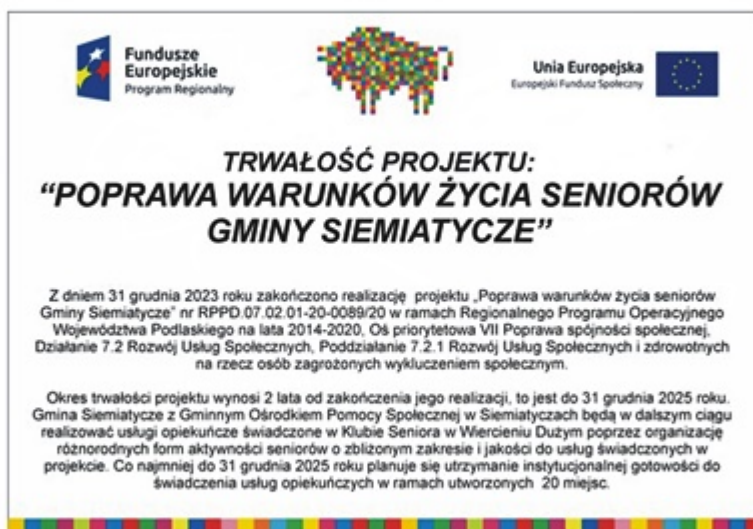 Fundusze
Europejskie
Program Regionalny
Unia Europejska
Europejski Fundusz Społeczny
TRWAŁOŚĆ PROJEKTU:
“POPRAWA WARUNKÓW ŻYCIA SENIORÓW
GMINY SIEMIATYCZE”
Z dniem 31 grudnia 2023 roku zakończono realizację projektu „Poprawa warunków życia seniorów
Gminy Siemiatycze” nr RPPD.07.02.01-20-0089/20 w ramach Regionalnego Programu Operacyjnego
Województwa Podlaskiego na lata 2014-2020, Oś priorytetowa VII Poprawa spójności społecznej,
Działanie 7.2 Rozwój Usług Społecznych, Poddziałanie 7.2.1 Rozwój Usług Społecznych i zdrowotnych
na rzecz osób zagrożonych wykluczeniem społecznym.
Okres trwałości projektu wynosi 2 lata od zakończenia jego realizacji, to jest do 31 grudnia 2025 roku.
Gmina Siemiatycze z Gminnym Ośrodkiem Pomocy Społecznej w Siemiatyczach będą w dalszym ciągu
realizować usługi opiekuńcze świadczone w Klubie Seniora w Wiercieniu Dużym poprzez organizację
różnorodnych form aktywności seniorów o zbliżonym zakresie i jakości do usług świadczonych w
projekcie. Co najmniej do 31 grudnia 2025 roku planuje się utrzymanie instytucjonalnej gotowości do
świadczenia usług opiekuńczych w ramach utworzonych 20 miejsc.